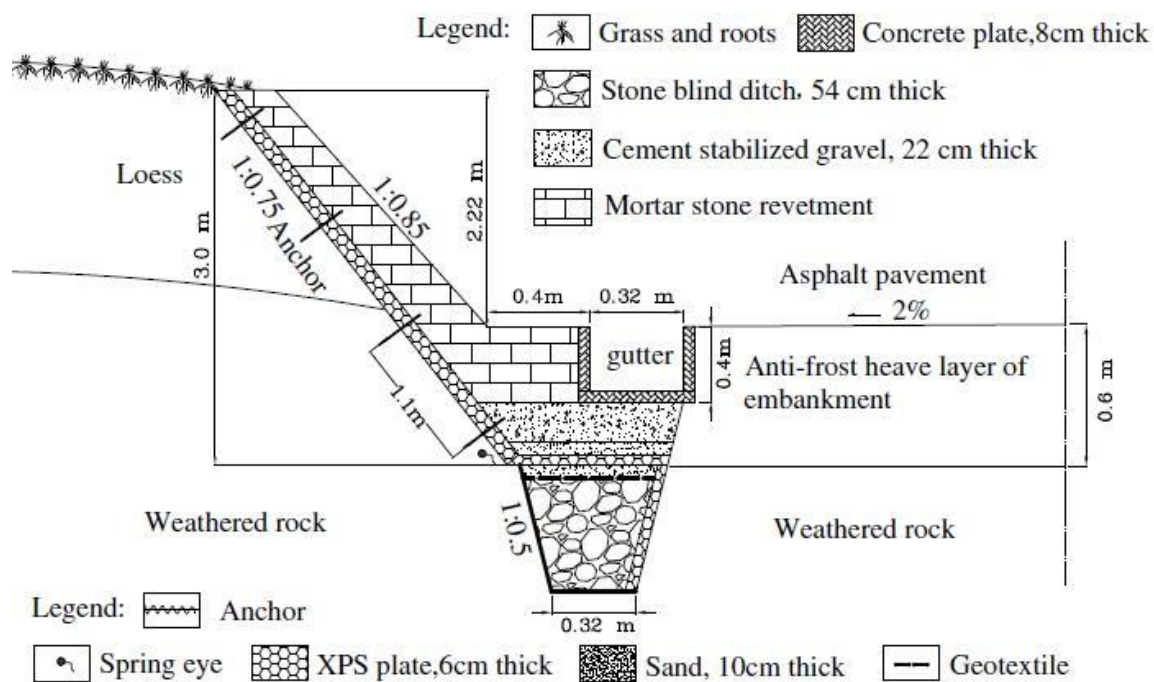 Legend: Grass and roots Concrete plate,8cm thick
Stone blind ditch, 54 cm thick
Cement stabilized gravel, 22 cm thick
Mortar stone revetment
Loess
3.0 m
1:0.75 Anchor
1:0.85
2.22 m
0.4m 0.32 m
gutter
0.4m
Asphalt pavement
2%
Anti-frost heave layer of
embankment
0.6 m
1.1m
Weathered rock
1:0.5
Weathered rock
0.32 m
Legend: Anchor
Spring eye XPS plate,6cm thick Sand, 10cm thick Geotextile